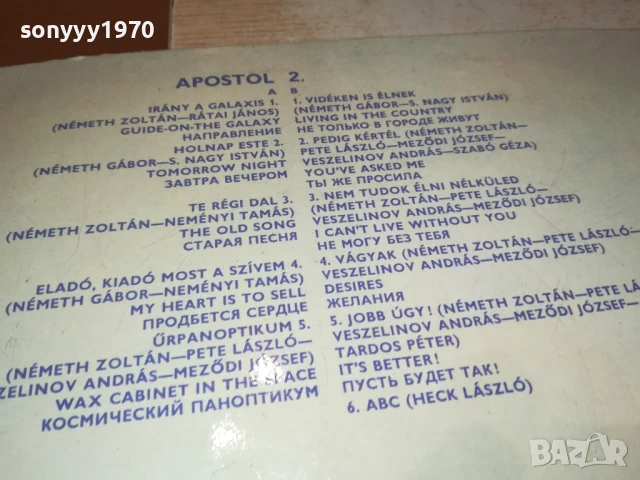 sonyyy1970
APOSTOL 2.
A
IRÁNY A GALAXIS 1.
(NÉMETH ZOLTÁN—RÁTAI JÁNOS)
GUIDE-ON-THE GALAXY
НАПРАВЛЕНИЕ
HOLNAP ESTE 2.
(NÉMETH GÁBOR—S. NAGY ISTVÁN)
TOMORROW NIGHT
ЗАВТРА ВЕЧЕРОМ
TE RÉGI DAL 3.
(NÉMETH ZOLTÁN—NEMÉNYI TAMÁS)
THE OLD SONG
СТАРАЯ ПЕСНЯ
ELADÓ, KIADÓ MOST A SZÍVEM 4.
(NÉMETH GÁBOR—NEMÉNYI TAMÁS)
MY HEART IS TO SELL
ПРОДБЕТСЯ СЕРДЦЕ
ŰRPANOPTIKUM 5.
(NÉMETH ZOLTÁN—PETE LÁSZLÓ—
SZELINOV ANDRÁS—MEZŐDI JÓZSEF)
WAX CABINET IN THE SPACE
КОСМИЧЕСКИЙ ПАНОПТИКУМ
B
1. VIDÉKEN IS ÉLNEK
(NÉMETH GÁBOR—S. NAGY ISTVÁN)
LIVING IN THE COUNTRY
НЕ ТОЛЬКО В ГОРОДЕ ЖИВУТ
2. PEDIG KÉRTÉL (NÉMETH ZOLTÁN—
PETE LÁSZLÓ—MEZŐDI JÓZSEF—
VESZELINOV ANDRÁS—SZABÓ GÉZA)
YOU'VE ASKED ME
ТЫ ЖЕ ПРОСИЛА
3. NEM TUDOK ÉLNI NÉLKÜLED
(NÉMETH ZOLTÁN—PETE LÁSZLÓ—
VESZELINOV ANDRÁS—MEZŐDI JÓZSEF)
I CAN'T LIVE WITHOUT YOU
НЕ МОГУ БЕЗ ТЕБЯ
4. VÁGYAK (NÉMETH ZOLTÁN—PETE LÁSZLÓ—
VESZELINOV ANDRÁS—MEZŐDI JÓZSEF)
DESIRES
ЖЕЛАНИЯ
5. JOBB ÚGY! (NÉMETH ZOLTÁN—PETE LÁ
VESZELINOV ANDRÁS—MEZŐDI JÓZSEF—
TARDOS PÉTER)
IT'S BETTER!
ПУСТЬ БУДЕТ ТАК!
6. ABC (HECK LÁSZLÓ)
BAZAR